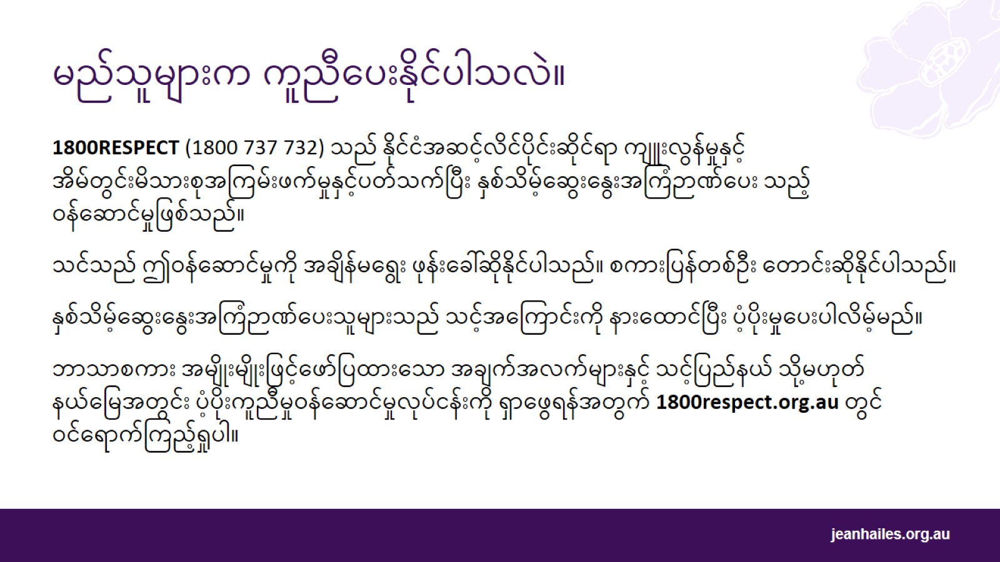 မည်သူများက ကူညီပေးနိုင်ပါသလဲ။
1800RESPECT (1800 737 732) သည် နိုင်ငံအဆင့်လိင်ပိုင်းဆိုင်ရာ ကျူးလွန်မှုနှင့်
အိမ်တွင်းမိသားစုအကြမ်းဖက်မှုနှင့်ပတ်သက်ပြီး နှစ်သိမ့်ဆွေးနွေးအကြံဉာဏ်ပေး သည့်
ဝန်ဆောင်မှုဖြစ်သည်။
သင်သည် ဤဝန်ဆောင်မှုကို အချိန်မရွေး ဖုန်းခေါ်ဆိုနိုင်ပါသည်။ စကားပြန်တစ်ဦး တောင်းဆိုနိုင်ပါသည်။
နှစ်သိမ့်ဆွေးနွေးအကြံဉာဏ်ပေးသူများသည် သင့်အကြောင်းကို နားထောင်ပြီး ပံ့ပိုးမှုပေးပါလိမ့်မည်။
ဘာသာစကား အမျိုးမျိုးဖြင့်ဖော်ပြထားသော အချက်အလက်များနှင့် သင့်ပြည်နယ် သို့မဟုတ်
နယ်မြေအတွင်း ပံ့ပိုးကူညီမှုဝန်ဆောင်မှုလုပ်ငန်းကို ရှာဖွေရန်အတွက် 1800respect.org.au တွင်
ဝင်ရောက်ကြည့်ရှုပါ။
jeanhailes.org.au